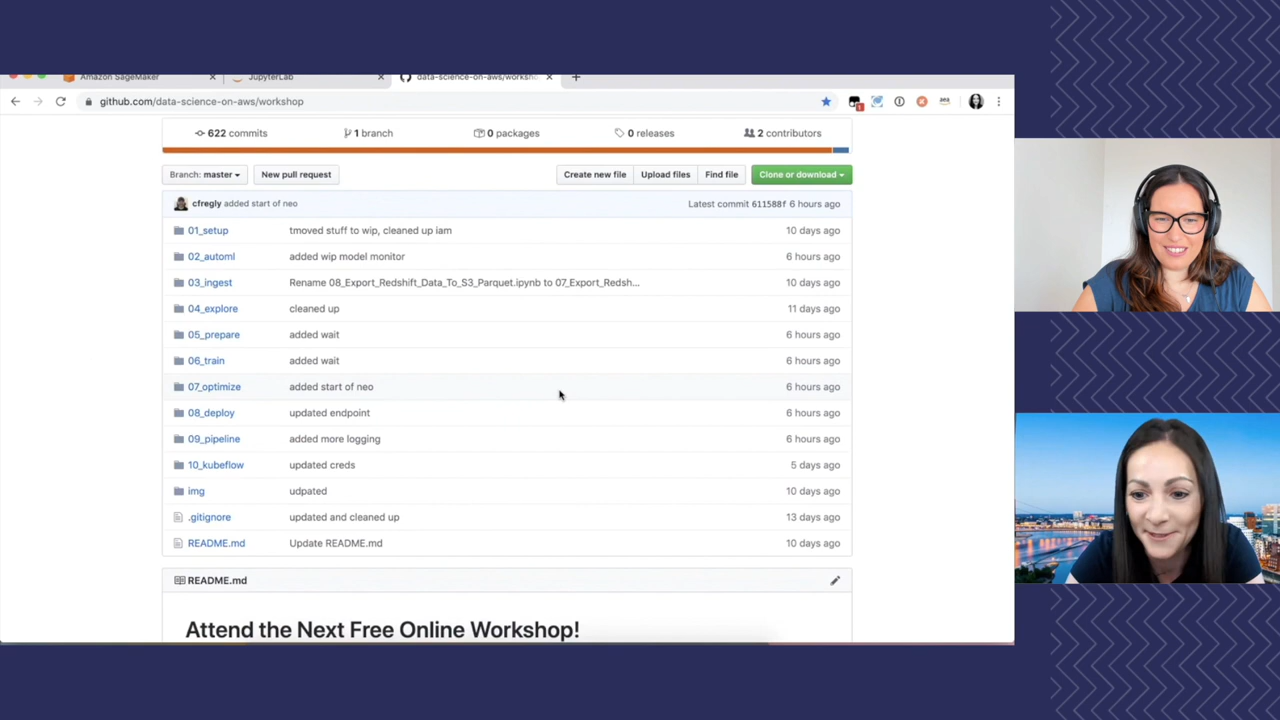 Amazon SageMaker
JupyterLab
data-science-on-aws/worksho
github.com/data-science-on-aws/workshop
622 commits
1 branch
0 packages
0 releases
2 contributors
Branch: master
New pull request
Create new file
Upload files
Find file
Clone or download
cfregly added start of neo
Latest commit 611588f 6 hours ago
01_setup tmoved stuff to wip, cleaned up iam 10 days ago
02_automl added wip model monitor 6 hours ago
03_ingest Rename 08_Export_Redshift_Data_To_S3_Parquet.ipynb to 07_Export_Redsh... 10 days ago
04_explore cleaned up 11 days ago
05_prepare added wait 6 hours ago
06_train added wait 6 hours ago
07_optimize added start of neo 6 hours ago
08_deploy updated endpoint 6 hours ago
09_pipeline added more logging 6 hours ago
10_kubeflow updated creds 5 days ago
img udpated 10 days ago
.gitignore updated and cleaned up 13 days ago
README.md Update README.md 10 days ago
README.md
Attend the Next Free Online Workshop!